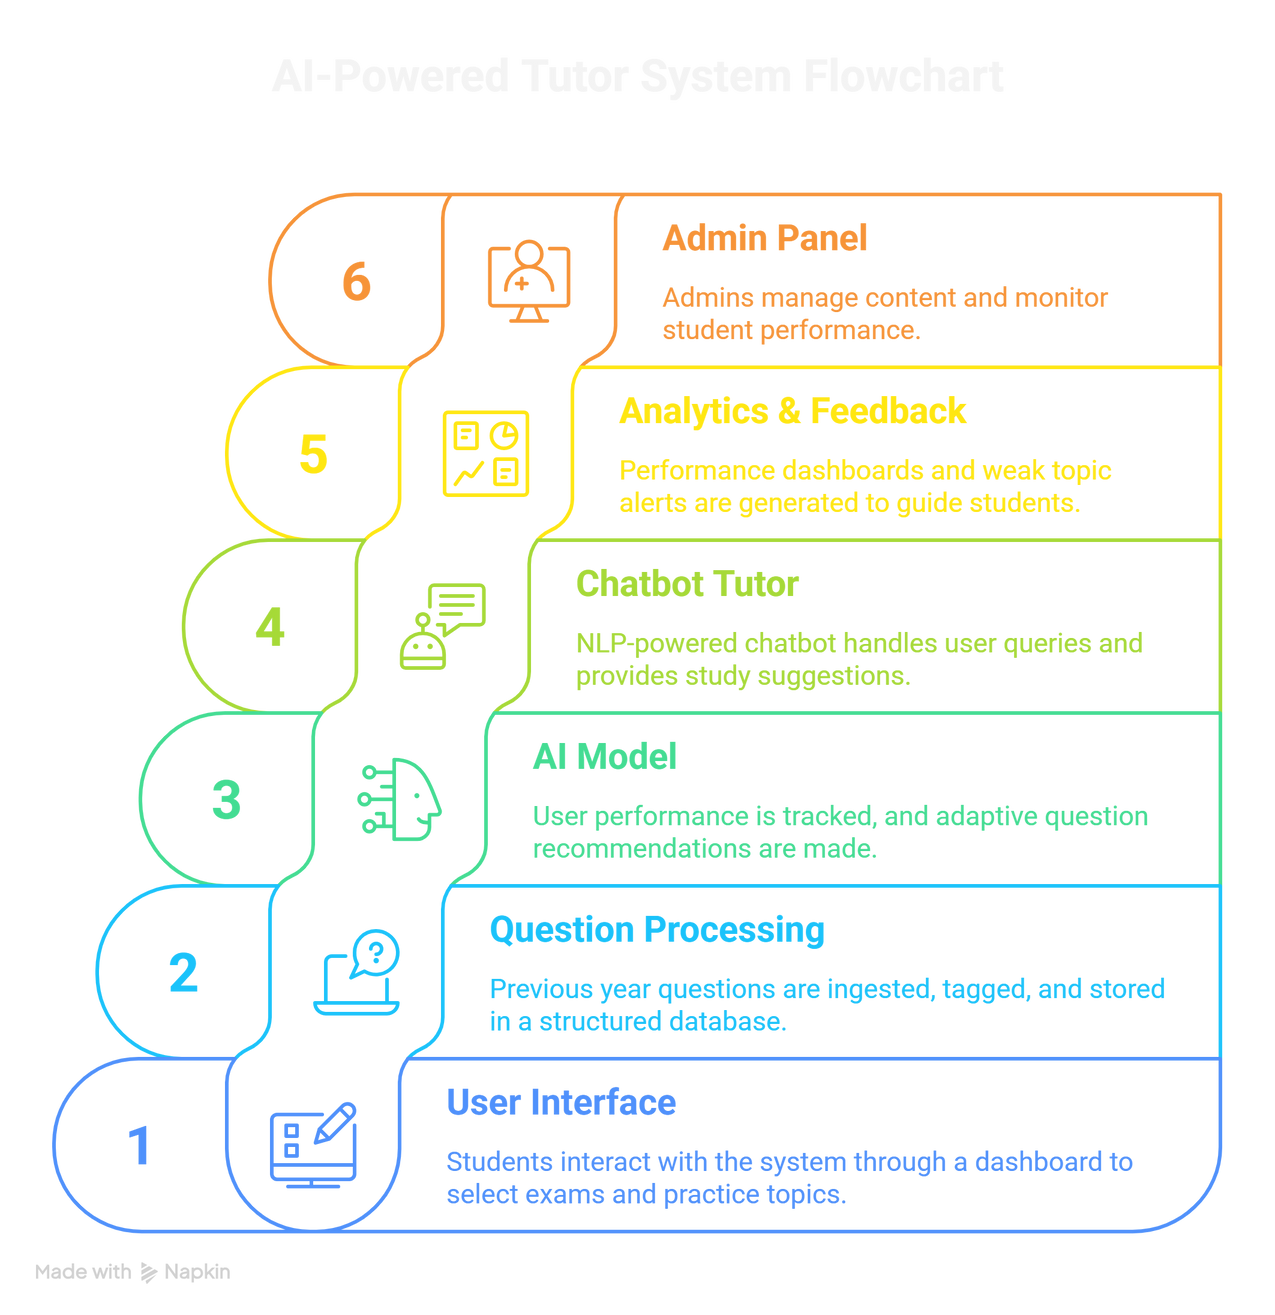 AI-Powered Tutor System Flowchart
6
Admin Panel
Admins manage content and monitor
student performance.
5
Analytics & Feedback
Performance dashboards and weak topic
alerts are generated to guide students.
4
Chatbot Tutor
NLP-powered chatbot handles user queries and
provides study suggestions.
3
AI Model
User performance is tracked, and adaptive question
recommendations are made.
2
Question Processing
Previous year questions are ingested, tagged, and stored
in a structured database.
1
User Interface
Students interact with the system through a dashboard to
select exams and practice topics.
?
Made with Napkin